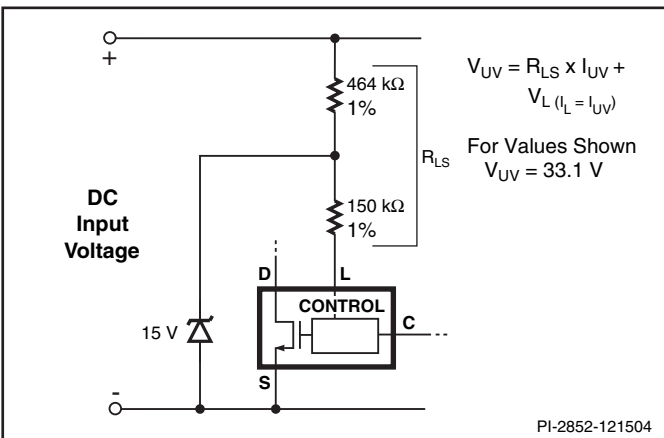 +
464 kΩ
1%
V_UV = R_LS x I_UV +
V_L (I_L = I_UV)
For Values Shown
V_UV = 33.1 V
R_LS
DC
Input
Voltage
150 kΩ
1%
D
L
CONTROL
C
15 V
S
-
PI-2852-121504